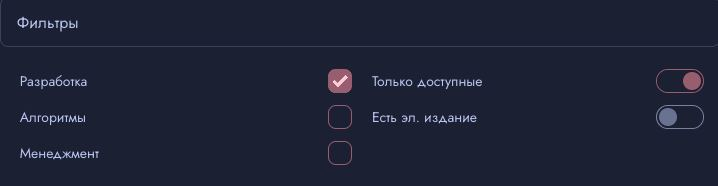 Фильтры
Разработка
Только доступные
Алгоритмы
Есть эл. издание
Менеджмент